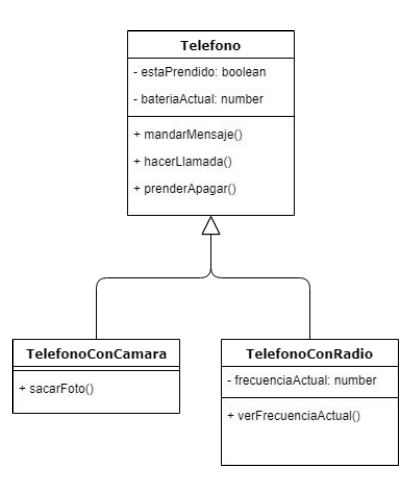 Telefono
- estaPrendido: boolean
- bateriaActual: number
+ mandarMensaje()
+ hacerLlamada()
+ prenderApagar()
TelefonoConCamara
+ sacarFoto()
TelefonoConRadio
- frecuenciaActual: number
+ verFrecuenciaActual()